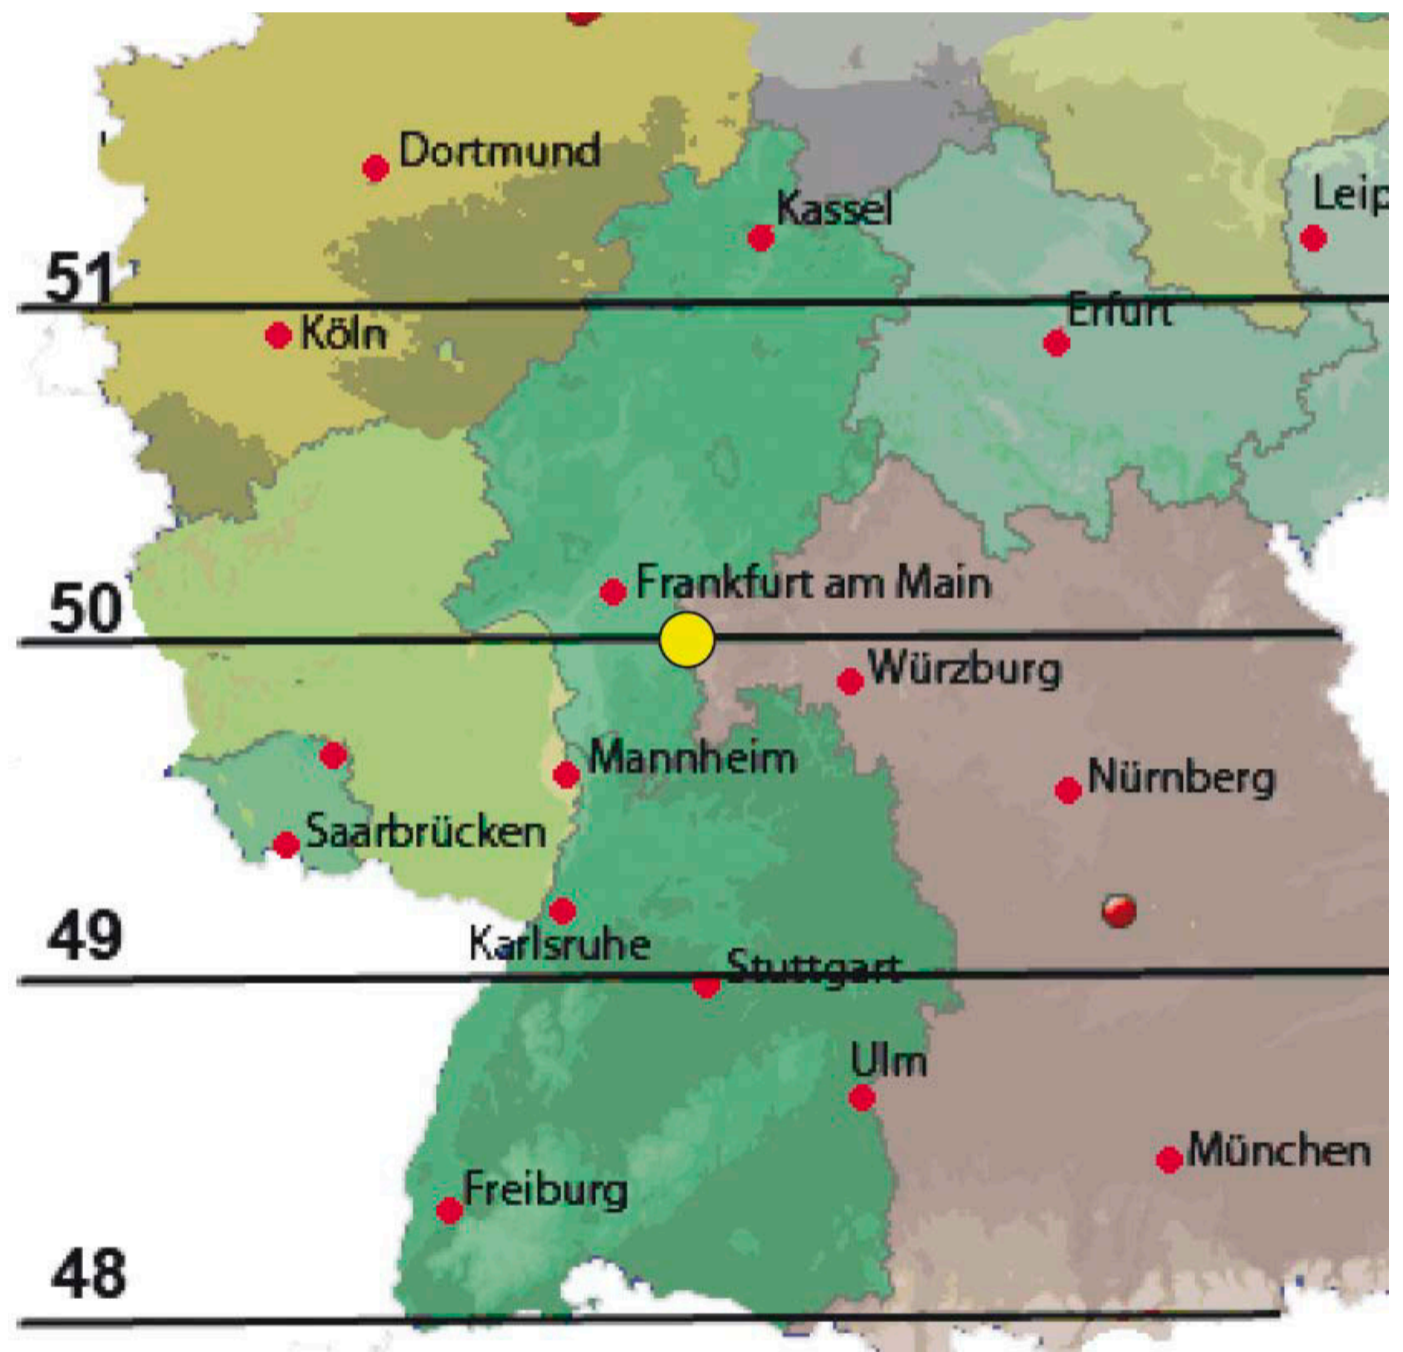 Dortmund
Leip
Kassel
51
Erfurt
Köln
Frankfurt am Main
50
Würzburg
Mannheim
Nürnberg
Saarbrücken
49
Karlsruhe
Stuttgart
Ulm
München
Freiburg
48